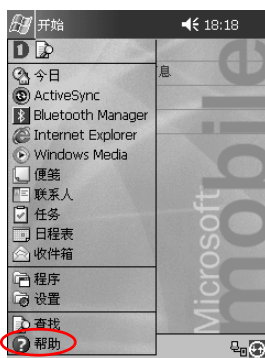 开始 18:18
息
今日
ActiveSync
Bluetooth Manager
Internet Explorer
Windows Media
便笺
联系人
任务
日程表
收件箱
程序
设置
查找
帮助
Microsoft
mobile